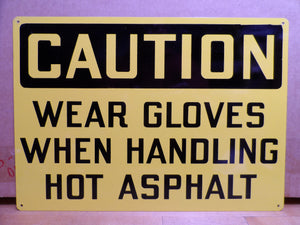 CAUTION
WEAR GLOVES
WHEN HANDLING
HOT ASPHALT